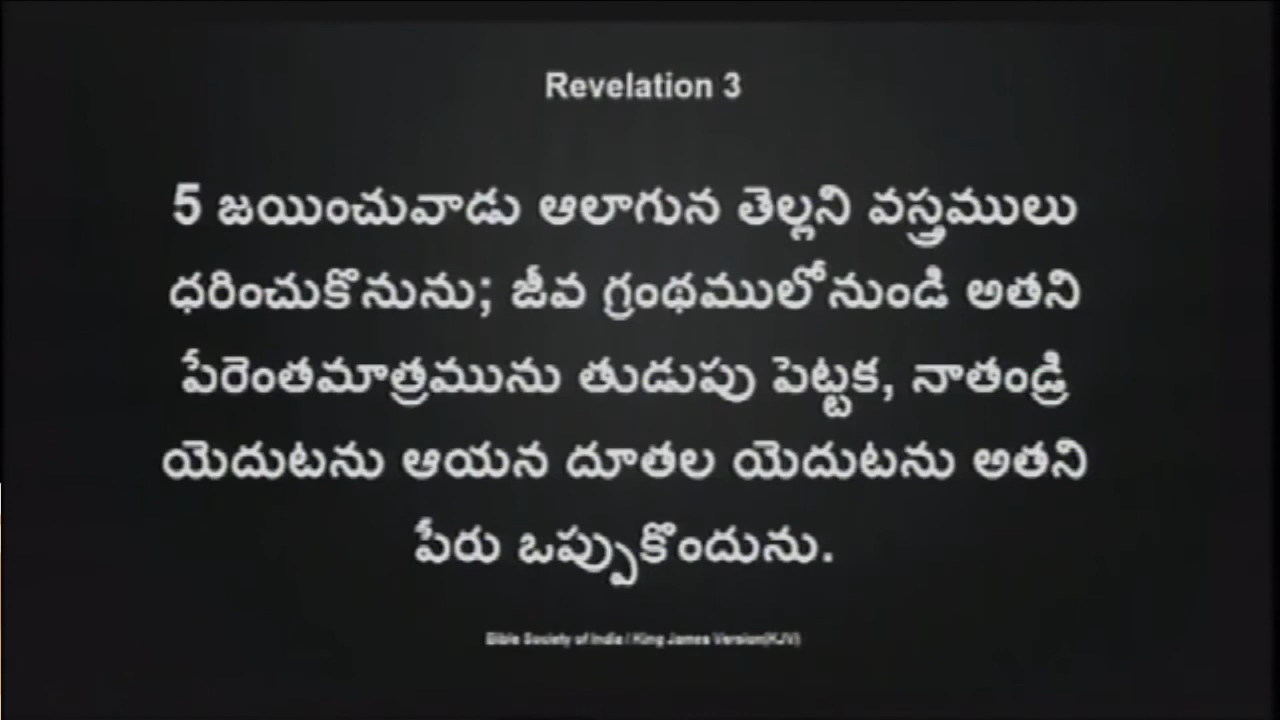 Revelation 3
5 జయించువాడు ఆలాగున తెల్లని వస్త్రములు
ధరించుకొనును; జీవ గ్రంథములోనుండి అతని
పేరెంతమాత్రమును తుడుపు పెట్టక, నాతండ్రి
యెదుటను ఆయన దూతల యెదుటను అతని
పేరు ఒప్పుకొందును.
Bible Society of India / King James Version(KJV)